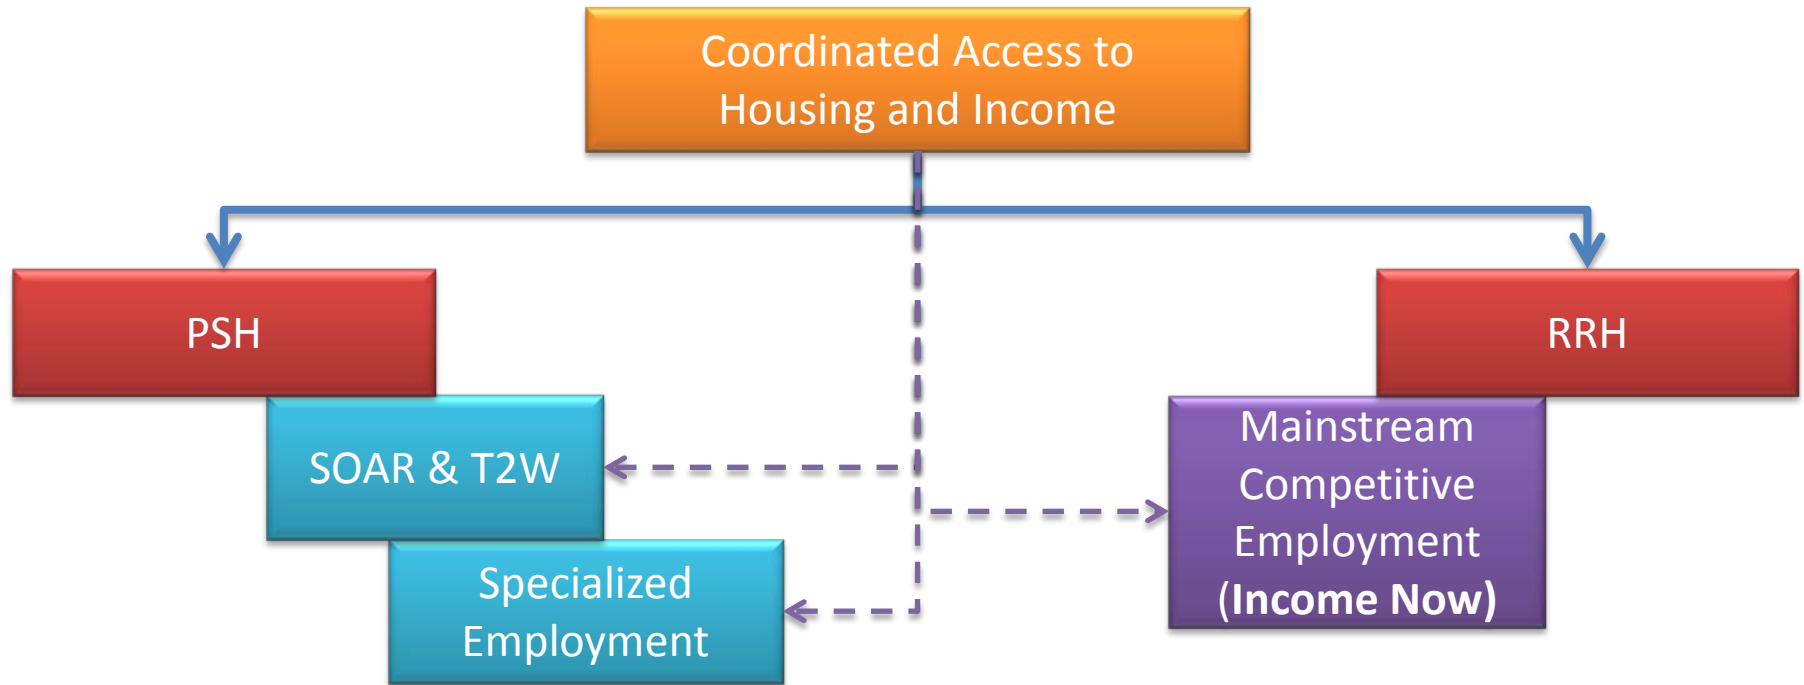 Coordinated Access to
Housing and Income
PSH
RRH
SOAR & T2W
Mainstream
Competitive
Employment
(Income Now)
Specialized
Employment